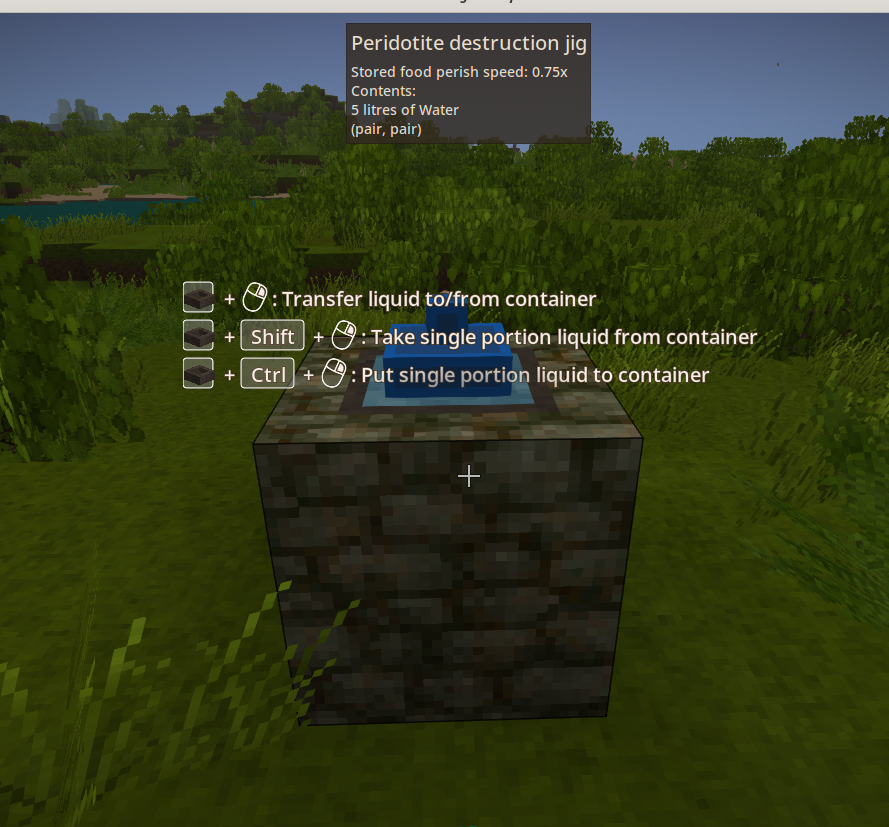 Peridotite destruction jig
Stored food perish speed: 0.75x
Contents:
5 litres of Water
(pair, pair)
+ : Transfer liquid to/from container
+ Shift + : Take single portion liquid from container
+ Ctrl + : Put single portion liquid to container